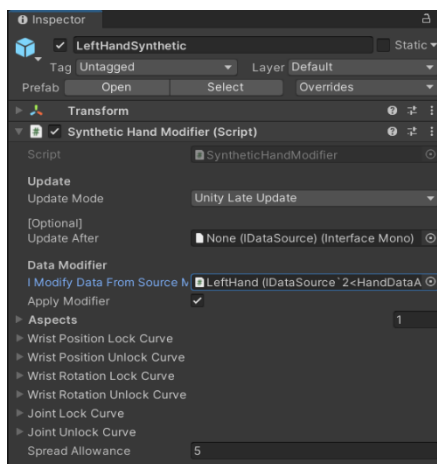 Inspector
LeftHandSynthetic Static
Tag Untagged Layer Default
Prefab Open Select Overrides
Transform
# Synthetic Hand Modifier (Script)
Script # SyntheticHandModifier
Update
Update Mode Unity Late Update
[Optional]
Update After None (IDataSource) (Interface Mono)
Data Modifier
I Modify Data From Source M # LeftHand (IDataSource`2<HandDataA
Apply Modifier
Aspects 1
Wrist Position Lock Curve
Wrist Position Unlock Curve
Wrist Rotation Lock Curve
Wrist Rotation Unlock Curve
Joint Lock Curve
Joint Unlock Curve
Spread Allowance 5